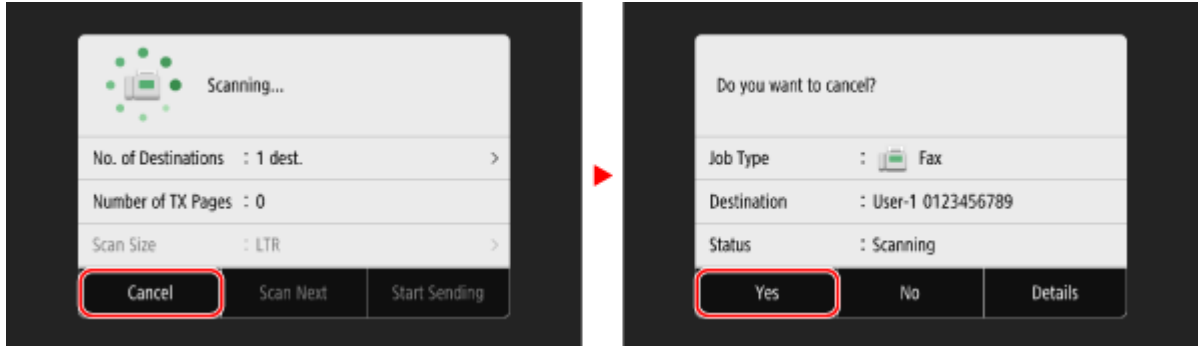 Scanning...
No. of Destinations : 1 dest.
Number of TX Pages : 0
Scan Size : LTR
Cancel Scan Next Start Sending
Do you want to cancel?
Job Type : Fax
Destination : User-1 0123456789
Status : Scanning
Yes No Details